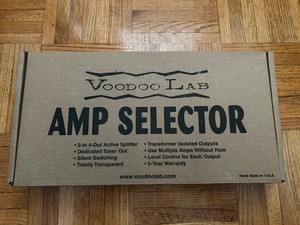 VOODOO LAB
AMP SELECTOR
• 2-in 4-Out Active Splitter
• Dedicated Tuner Out
• Silent Switching
• Totally Transparent
• Transformer Isolated Outputs
• Use Multiple Amps Without Hum
• Level Control for Each Output
• 5-Year Warranty
www.voodoolab.com
Hand Made in U.S.A.